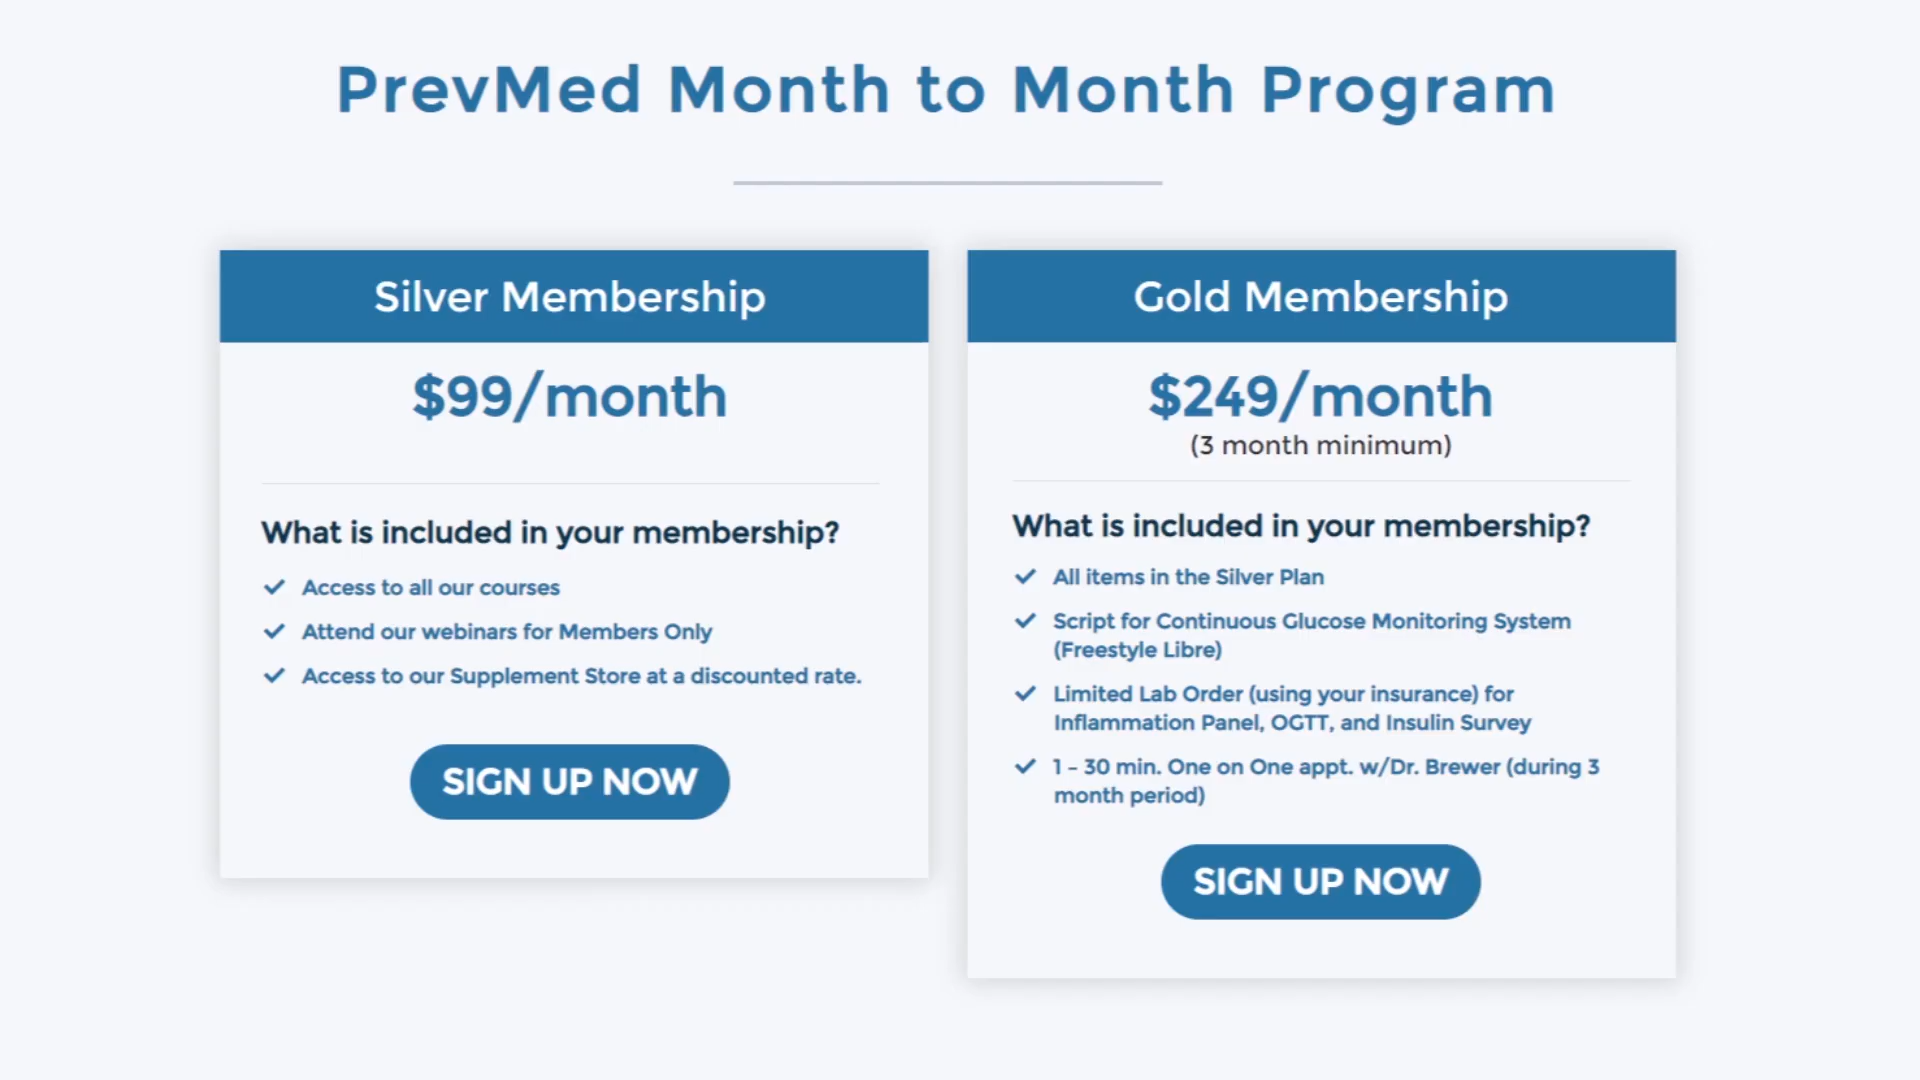 PrevMed Month to Month Program
Silver Membership
$99/month
What is included in your membership?
Access to all our courses
Attend our webinars for Members Only
Access to our Supplement Store at a discounted rate.
SIGN UP NOW
Gold Membership
$249/month
(3 month minimum)
What is included in your membership?
All items in the Silver Plan
Script for Continuous Glucose Monitoring System
(Freestyle Libre)
Limited Lab Order (using your insurance) for
Inflammation Panel, OGTT, and Insulin Survey
1 – 30 min. One on One appt. w/Dr. Brewer (during 3
month period)
SIGN UP NOW